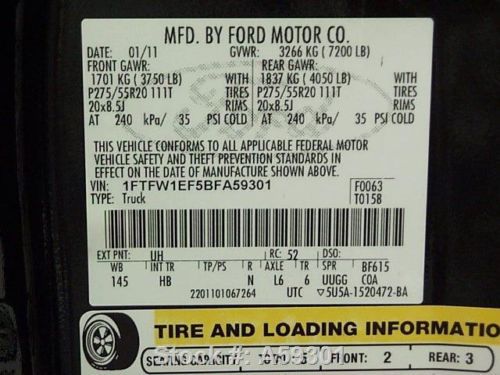 MFD. BY FORD MOTOR CO.
DATE: 01/11 GVWR: 3266 KG ( 7200 LB)
FRONT GAWR: REAR GAWR:
1701 KG ( 3750 LB) WITH 1837 KG ( 4050 LB) WITH
P275/55R20 111T TIRES P275/55R20 111T TIRES
20x8.5J RIMS 20x8.5J RIMS
AT 240 kPa/ 35 PSI COLD AT 240 kPa/ 35 PSI COLD
THIS VEHICLE CONFORMS TO ALL APPLICABLE FEDERAL MOTOR
VEHICLE SAFETY AND THEFT PREVENTION STANDARDS IN
EFFECT ON THE DATE OF MANUFACTURE SHOWN ABOVE.
VIN: 1FTFW1EF5BFA59301 F0063
TYPE: Truck T0158
EXT PNT: UH RC: 52 DSO:
WB INT TR TP/PS R AXLE TR SPR BF615
145 HB N L6 6 UUGG COA
2201101067264 UTC ▽5U5A-1520472-BA
TIRE AND LOADING INFORMATIO
SEATING CAPACITY FRONT: 2 REAR: 3
Stock #: A59301